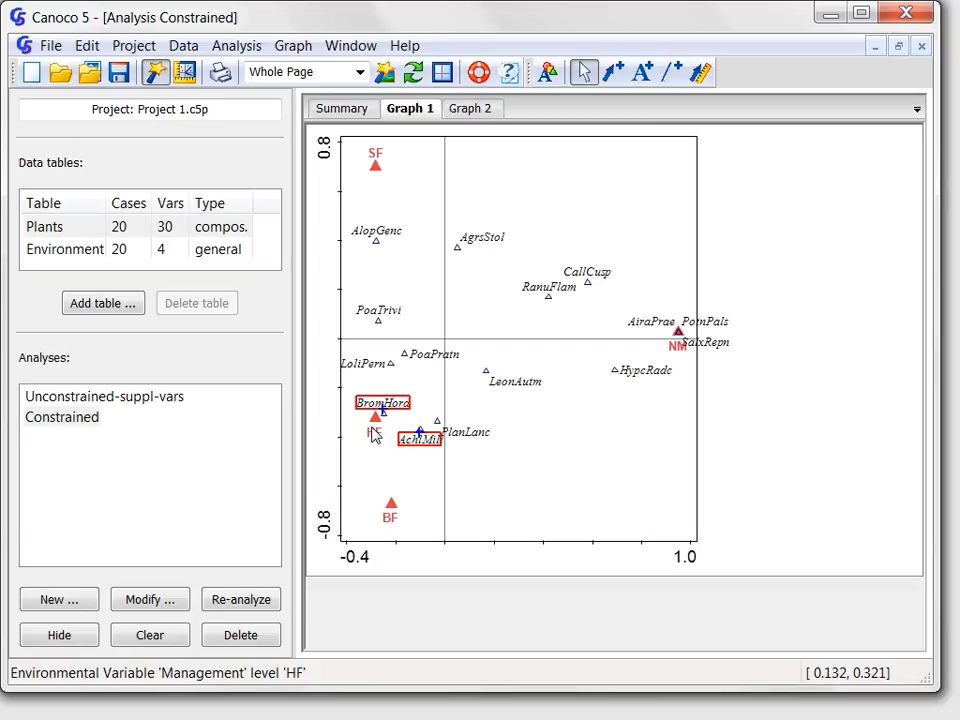 Canoco 5 - [Analysis Constrained]
File Edit Project Data Analysis Graph Window Help
Whole Page
Project: Project 1.c5p
Summary Graph 1 Graph 2
Data tables:
Table Cases Vars Type
Plants 20 30 compos.
Environment 20 4 general
Add table ... Delete table
Analyses:
Unconstrained-suppl-vars
Constrained
New ... Modify ... Re-analyze
Hide Clear Delete
0.8
SF
AlopGenc
AgrsStol
CallCusp
RanuFlam
PoaTrivi
AiraPrae PotnPals
NM SalxRepn
LoliPern PoaPratn
HypcRadc
LeonAutm
BromHord
HF
AchlMill PlanLanc
BF
-0.8
-0.4 1.0
Environmental Variable 'Management' level 'HF' [ 0.132, 0.321]